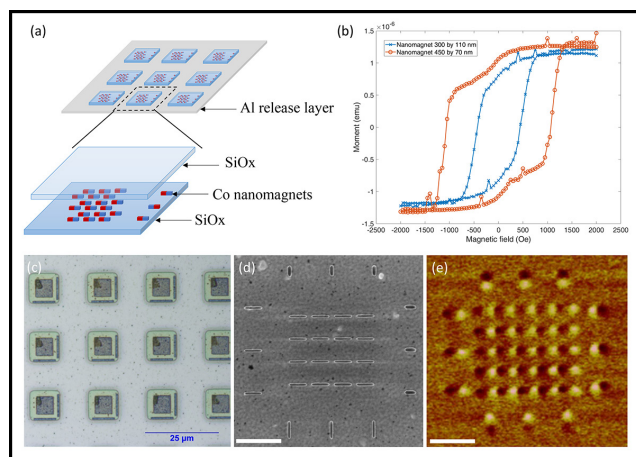 (a)
Al release layer
SiOx
Co nanomagnets
SiOx
(b)
1.5
×10⁻⁵
Nanomagnet 300 by 110 nm
Nanomagnet 450 by 70 nm
1
0.5
0
-0.5
-1
-1.5
Moment (emu)
-2500 -2000 -1500 -1000 -500 0 500 1000 1500 2000 2500
Magnetic field (Oe)
(c)
25 µm
(d)
(e)